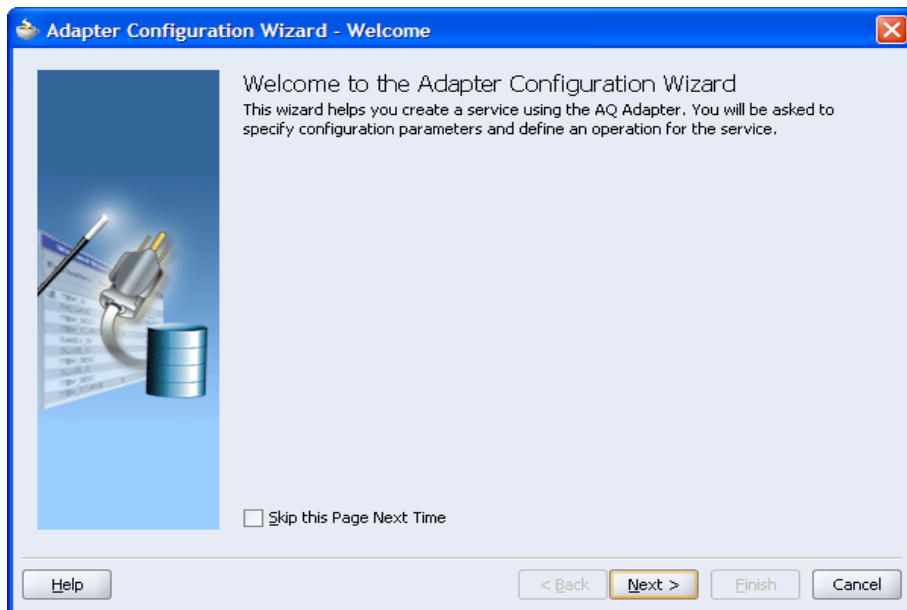 Adapter Configuration Wizard - Welcome
Welcome to the Adapter Configuration Wizard
This wizard helps you create a service using the AQ Adapter. You will be asked to
specify configuration parameters and define an operation for the service.
Skip this Page Next Time
Help
< Back
Next >
Finish
Cancel